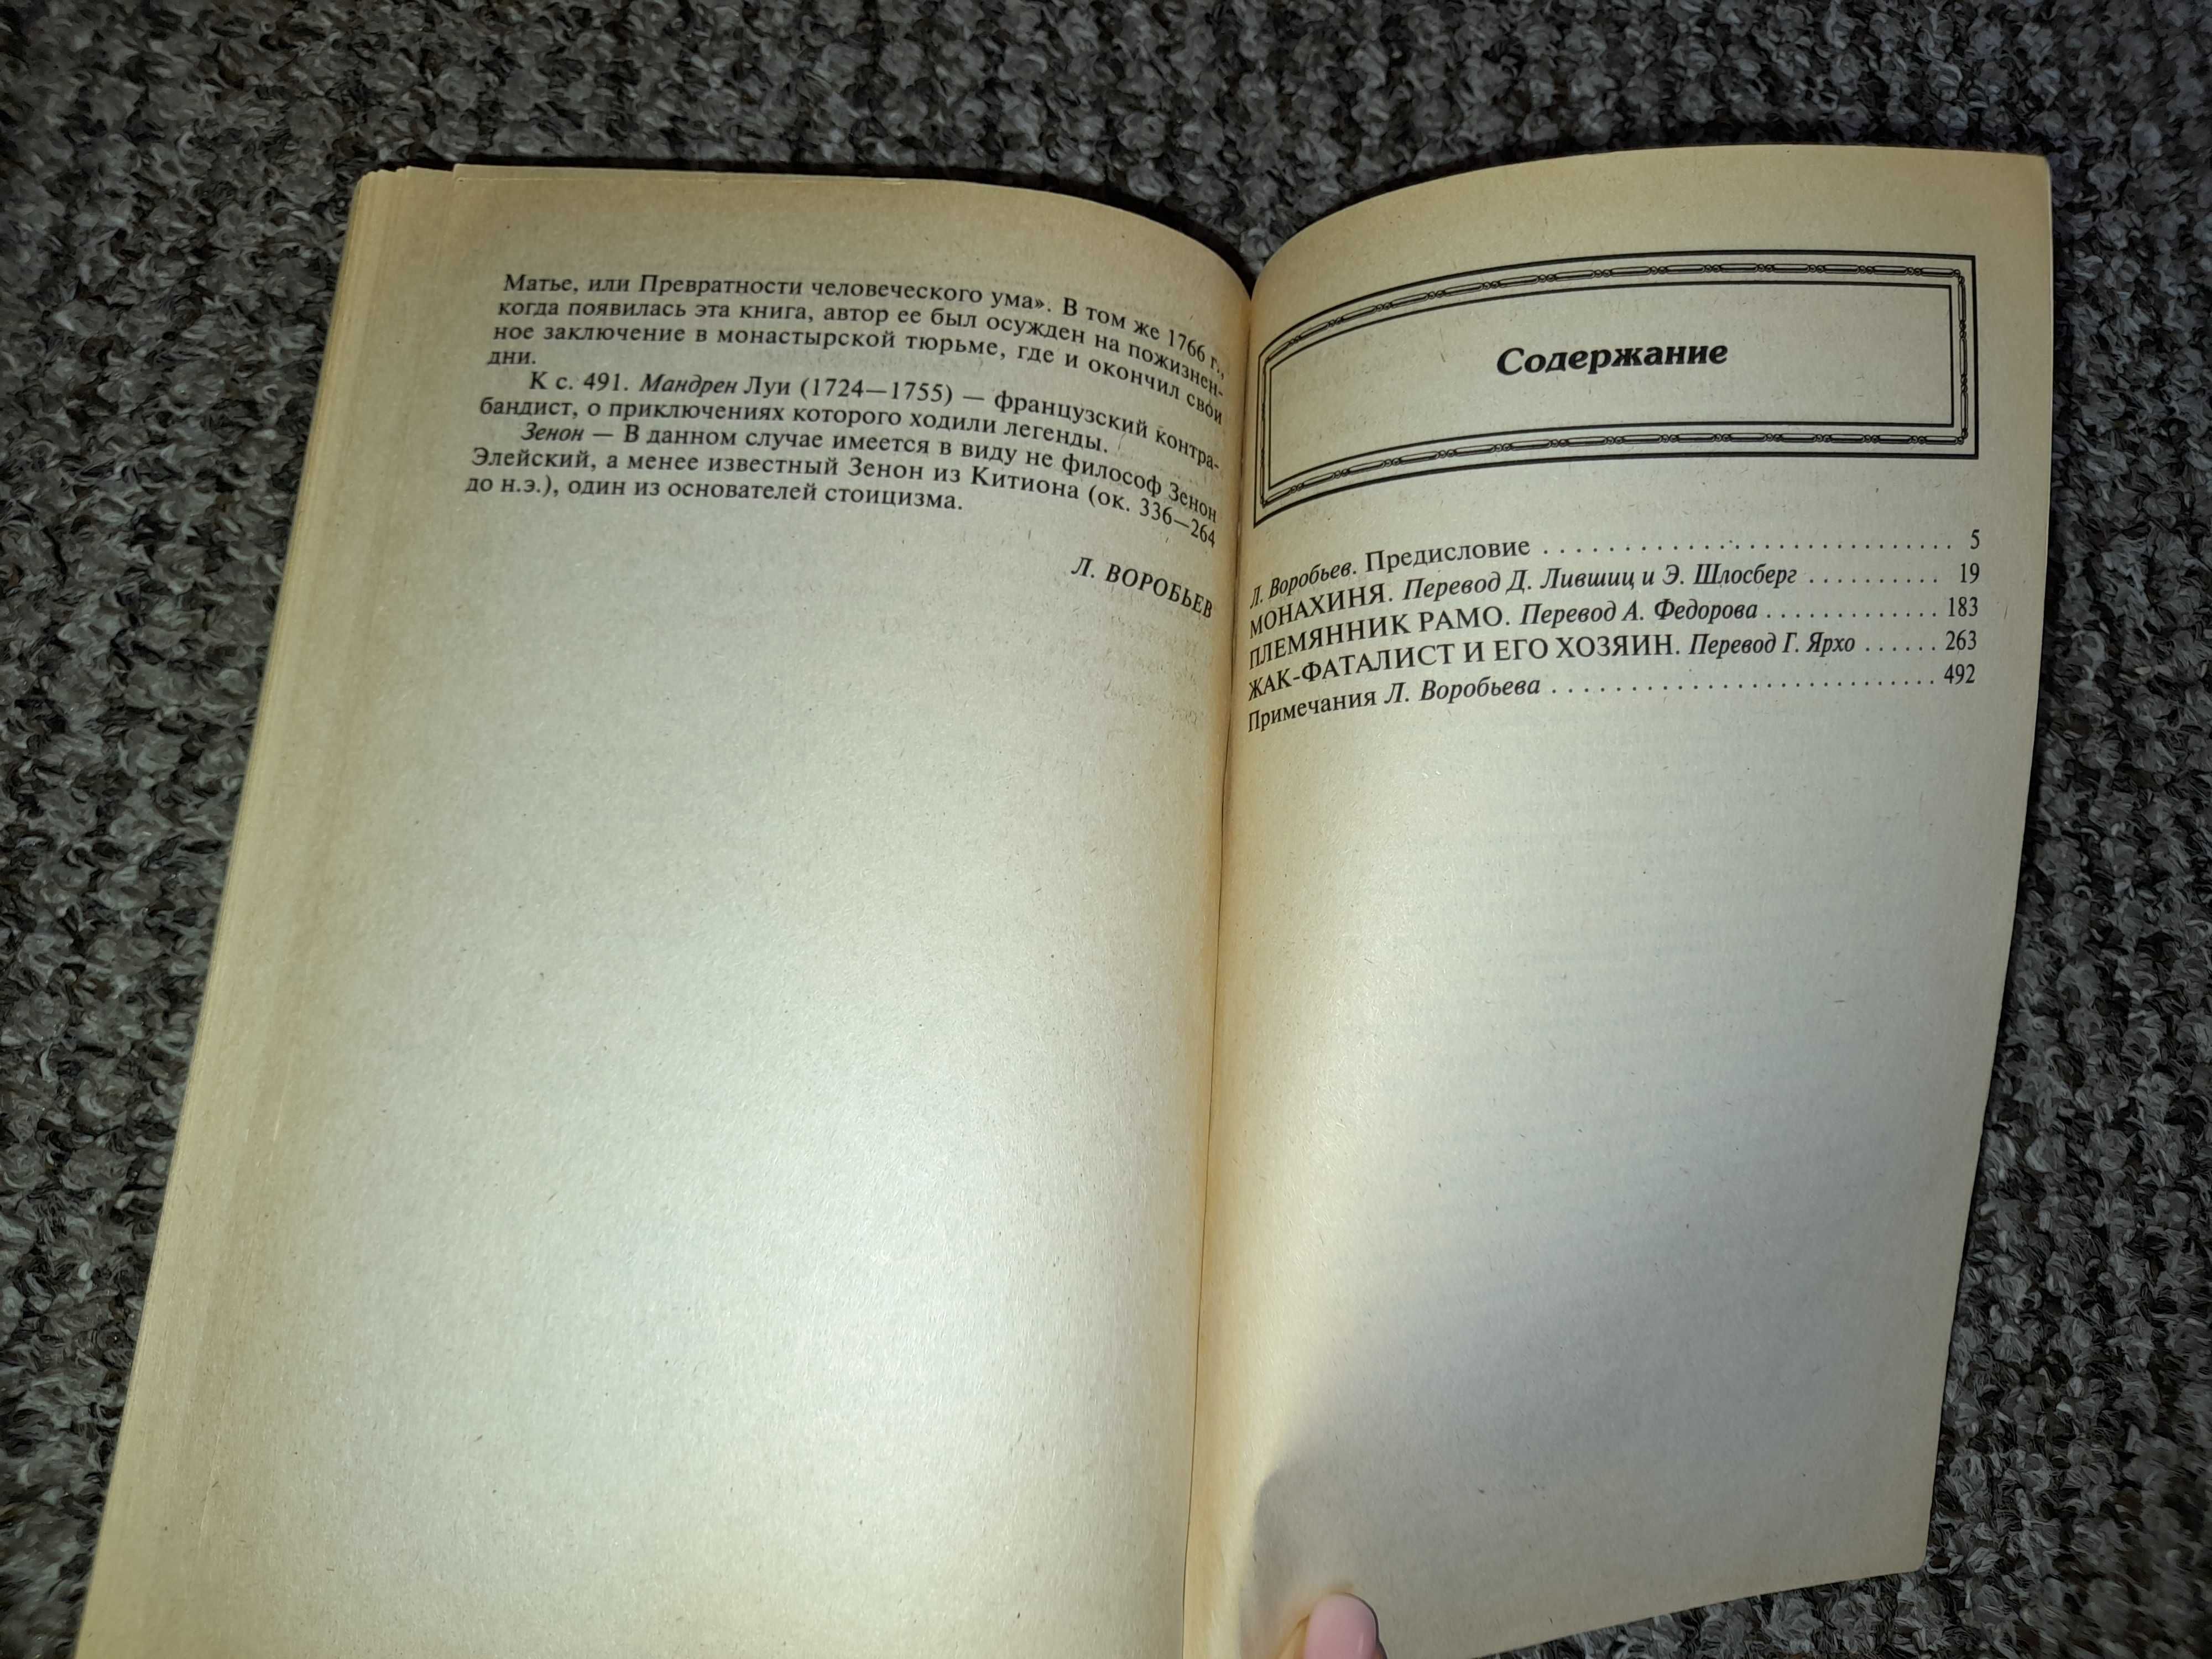 Матье, или Превратности человеческого ума». В том же 1766 г.,
когда появилась эта книга, автор ее был осужден на пожизнен-
ное заключение в монастырской тюрьме, где и окончил свои
дни.
К с. 491. Мандрен Луи (1724—1755) — французский контра-
бандист, о приключениях которого ходили легенды.
Зенон — В данном случае имеется в виду не философ Зенон
Элейский, а менее известный Зенон из Китиона (ок. 336—264
до н.э.), один из основателей стоицизма.
Л. ВОРОБЬЕВ
Содержание
Л. Воробьев. Предисловие . . . . . . . . . . . . . . . . . . . . . . . . . . . . . . 5
МОНАХИНЯ. Перевод Д. Лившиц и Э. Шлосберг . . . . . . . . . . 19
ПЛЕМЯННИК РАМО. Перевод А. Федорова . . . . . . . . . . . . . . 183
ЖАК-ФАТАЛИСТ И ЕГО ХОЗЯИН. Перевод Г. Ярхо . . . . . . 263
Примечания Л. Воробьева . . . . . . . . . . . . . . . . . . . . . . . . . . . . . 492